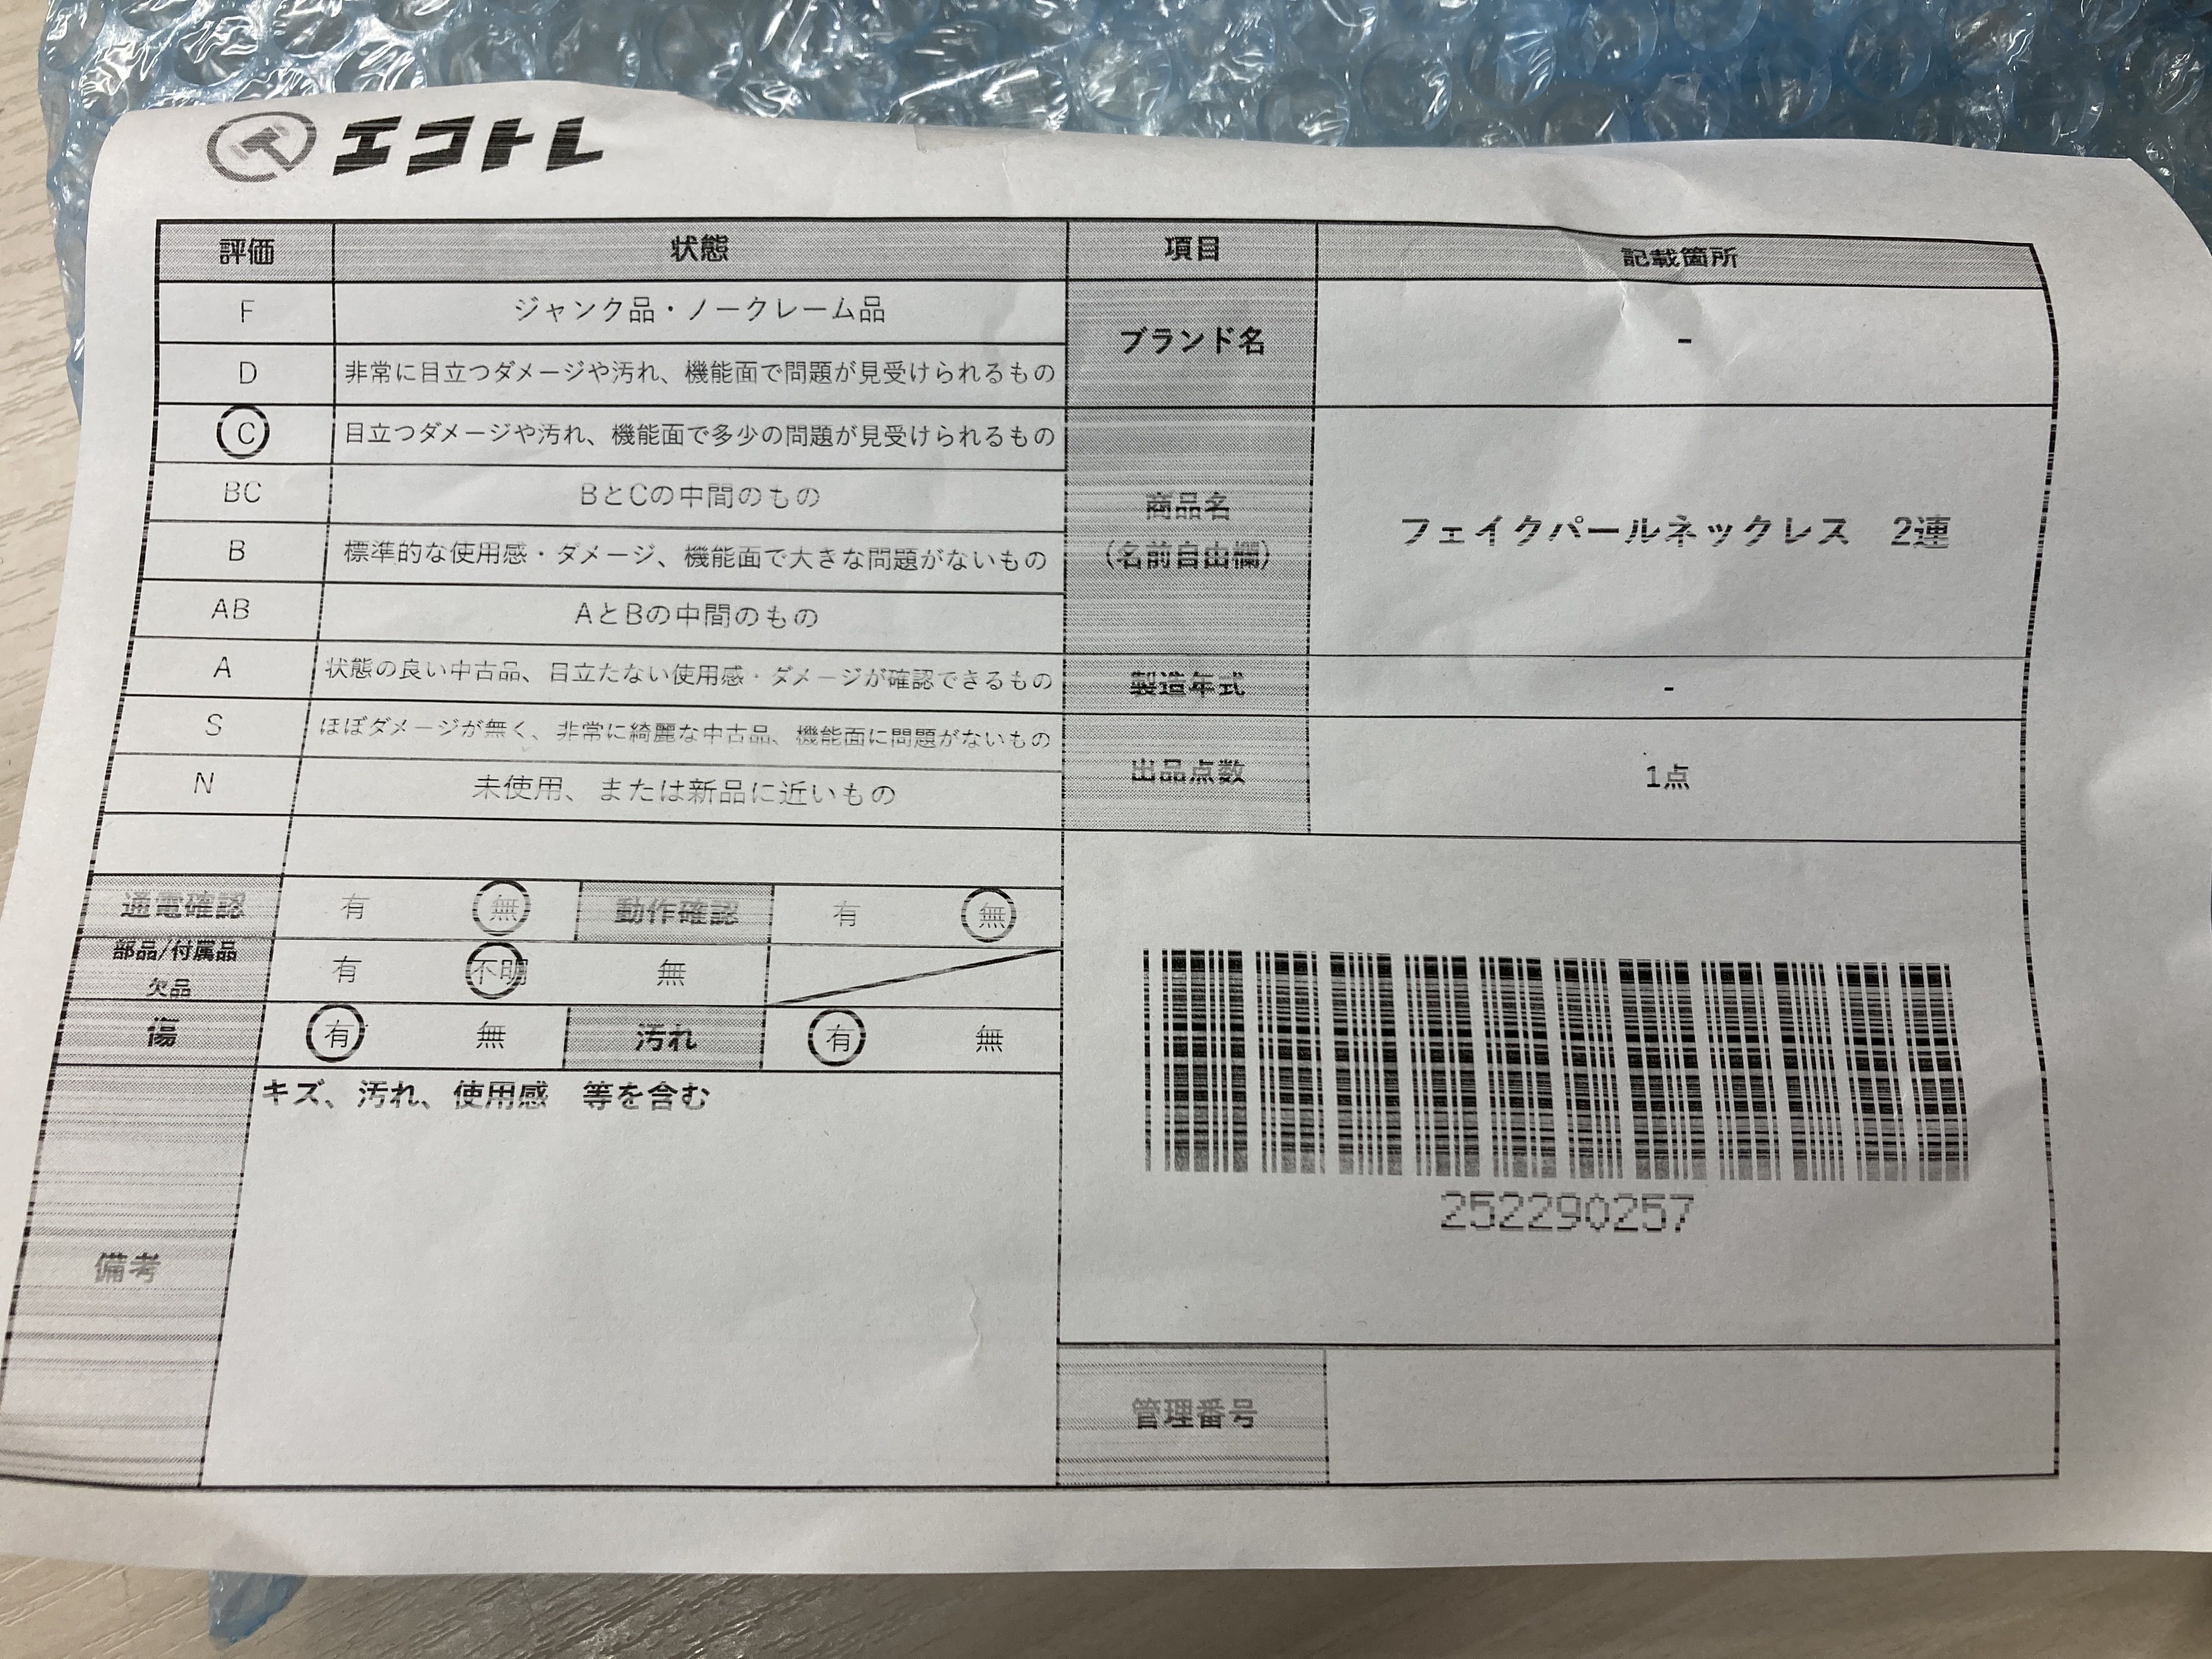 エコトレ
評価 状態 項目 記載箇所
F ジャンク品・ノークレーム品
D 非常に目立つダメージや汚れ、機能面で問題が見受けられるもの
C 目立つダメージや汚れ、機能面で多少の問題が見受けられるもの
BC BとCの中間のもの
B 標準的な使用感・ダメージ、機能面で大きな問題がないもの
AB AとBの中間のもの
A 状態の良い中古品、目立たない使用感・ダメージが確認できるもの
S ほぼダメージが無く、非常に綺麗な中古品、機能面に問題がないもの
N 未使用、または新品に近いもの
ブランド名 -
商品名
(名前自由欄)
フェイクパールネックレス 2連
製造年式 -
出品点数 1点
通電確認 有 無 動作確認 有 無
部品/付属品
欠品
有 不明 無
傷 有 無 汚れ 有 無
備考
キズ、汚れ、使用感 等を含む
252290257
管理番号